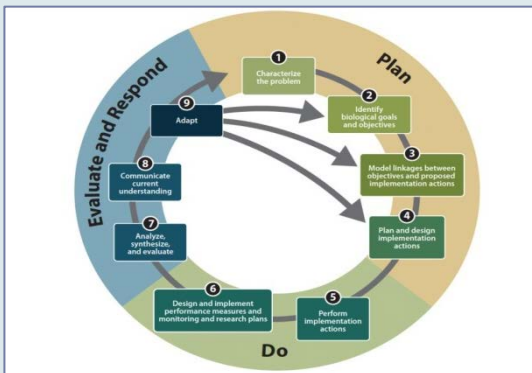 Plan
Evaluate and Respond
Do
1
Characterize
the problem
2
Identify
biological goals
and objectives
3
Model linkages between
objectives and proposed
implementation actions
4
Plan and design
implementation
actions
5
Perform
implementation
actions
6
Design and implement
performance measures and
monitoring and research plans
7
Analyze,
synthesize,
and evaluate
8
Communicate
current
understanding
9
Adapt